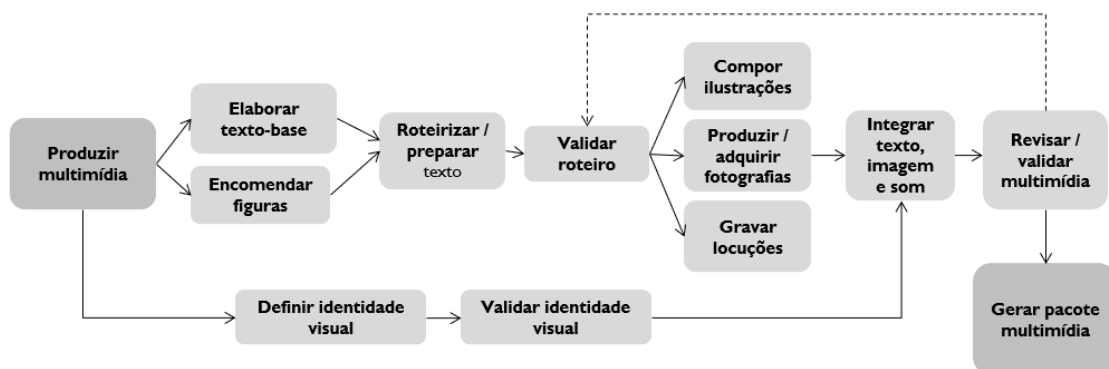 Produzir
multimídia
Elaborar
texto-base
Encomendar
figuras
Roteirizar /
preparar
texto
Validar
roteiro
Compor
ilustrações
Produzir /
adquirir
fotografias
Gravar
locuções
Integrar
texto,
imagem
e som
Revisar /
validar
multimídia
Definir identidade
visual
Validar identidade
visual
Gerar pacote
multimídia